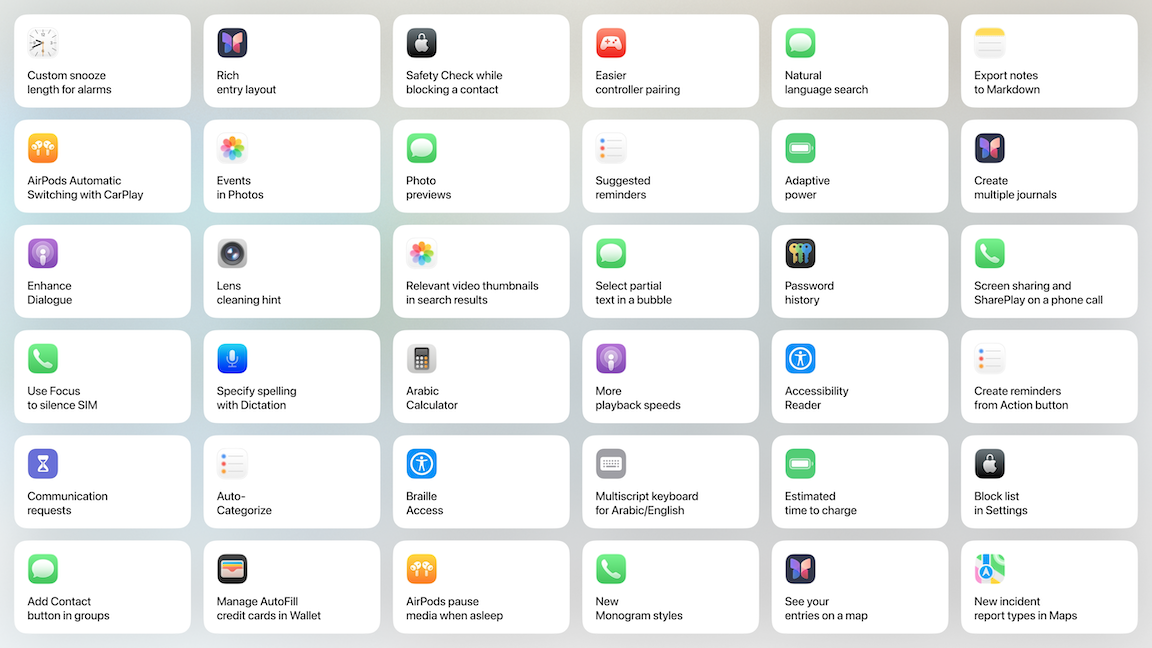 Custom snooze
length for alarms
Rich
entry layout
Safety Check while
blocking a contact
Easier
controller pairing
Natural
language search
Export notes
to Markdown
AirPods Automatic
Switching with CarPlay
Events
in Photos
Photo
previews
Suggested
reminders
Adaptive
power
Create
multiple journals
Enhance
Dialogue
Lens
cleaning hint
Relevant video thumbnails
in search results
Select partial
text in a bubble
Password
history
Screen sharing and
SharePlay on a phone call
Use Focus
to silence SIM
Specify spelling
with Dictation
Arabic
Calculator
More
playback speeds
Accessibility
Reader
Create reminders
from Action button
Communication
requests
Auto-
Categorize
Braille
Access
Multiscript keyboard
for Arabic/English
Estimated
time to charge
Block list
in Settings
Add Contact
button in groups
Manage AutoFill
credit cards in Wallet
AirPods pause
media when asleep
New
Monogram styles
See your
entries on a map
New incident
report types in Maps